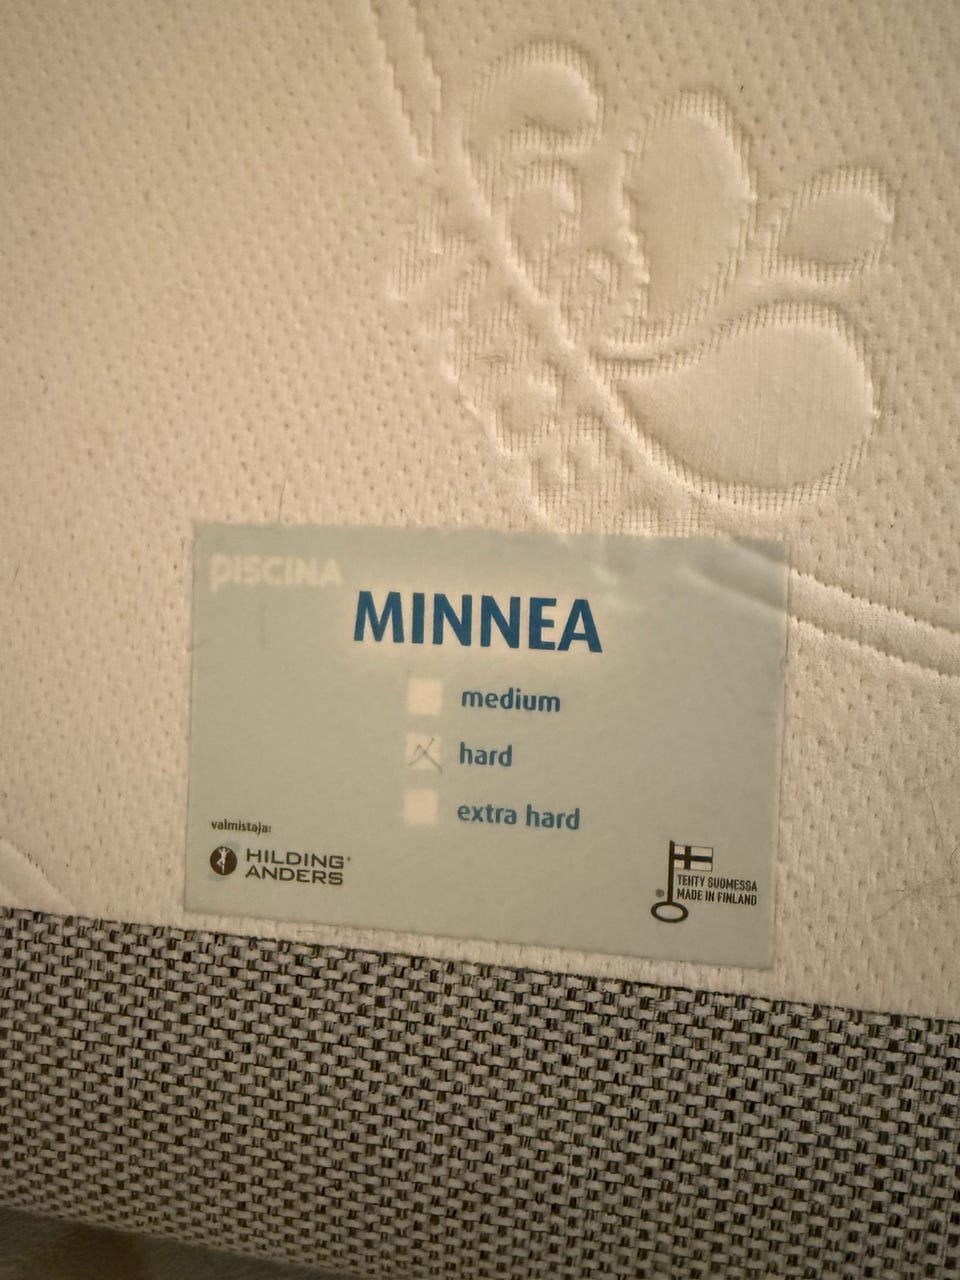 PISCINA
MINNEA
medium
hard
extra hard
valmistaja:
HILDING®
ANDERS
TEHTY SUOMESSA
® MADE IN FINLAND